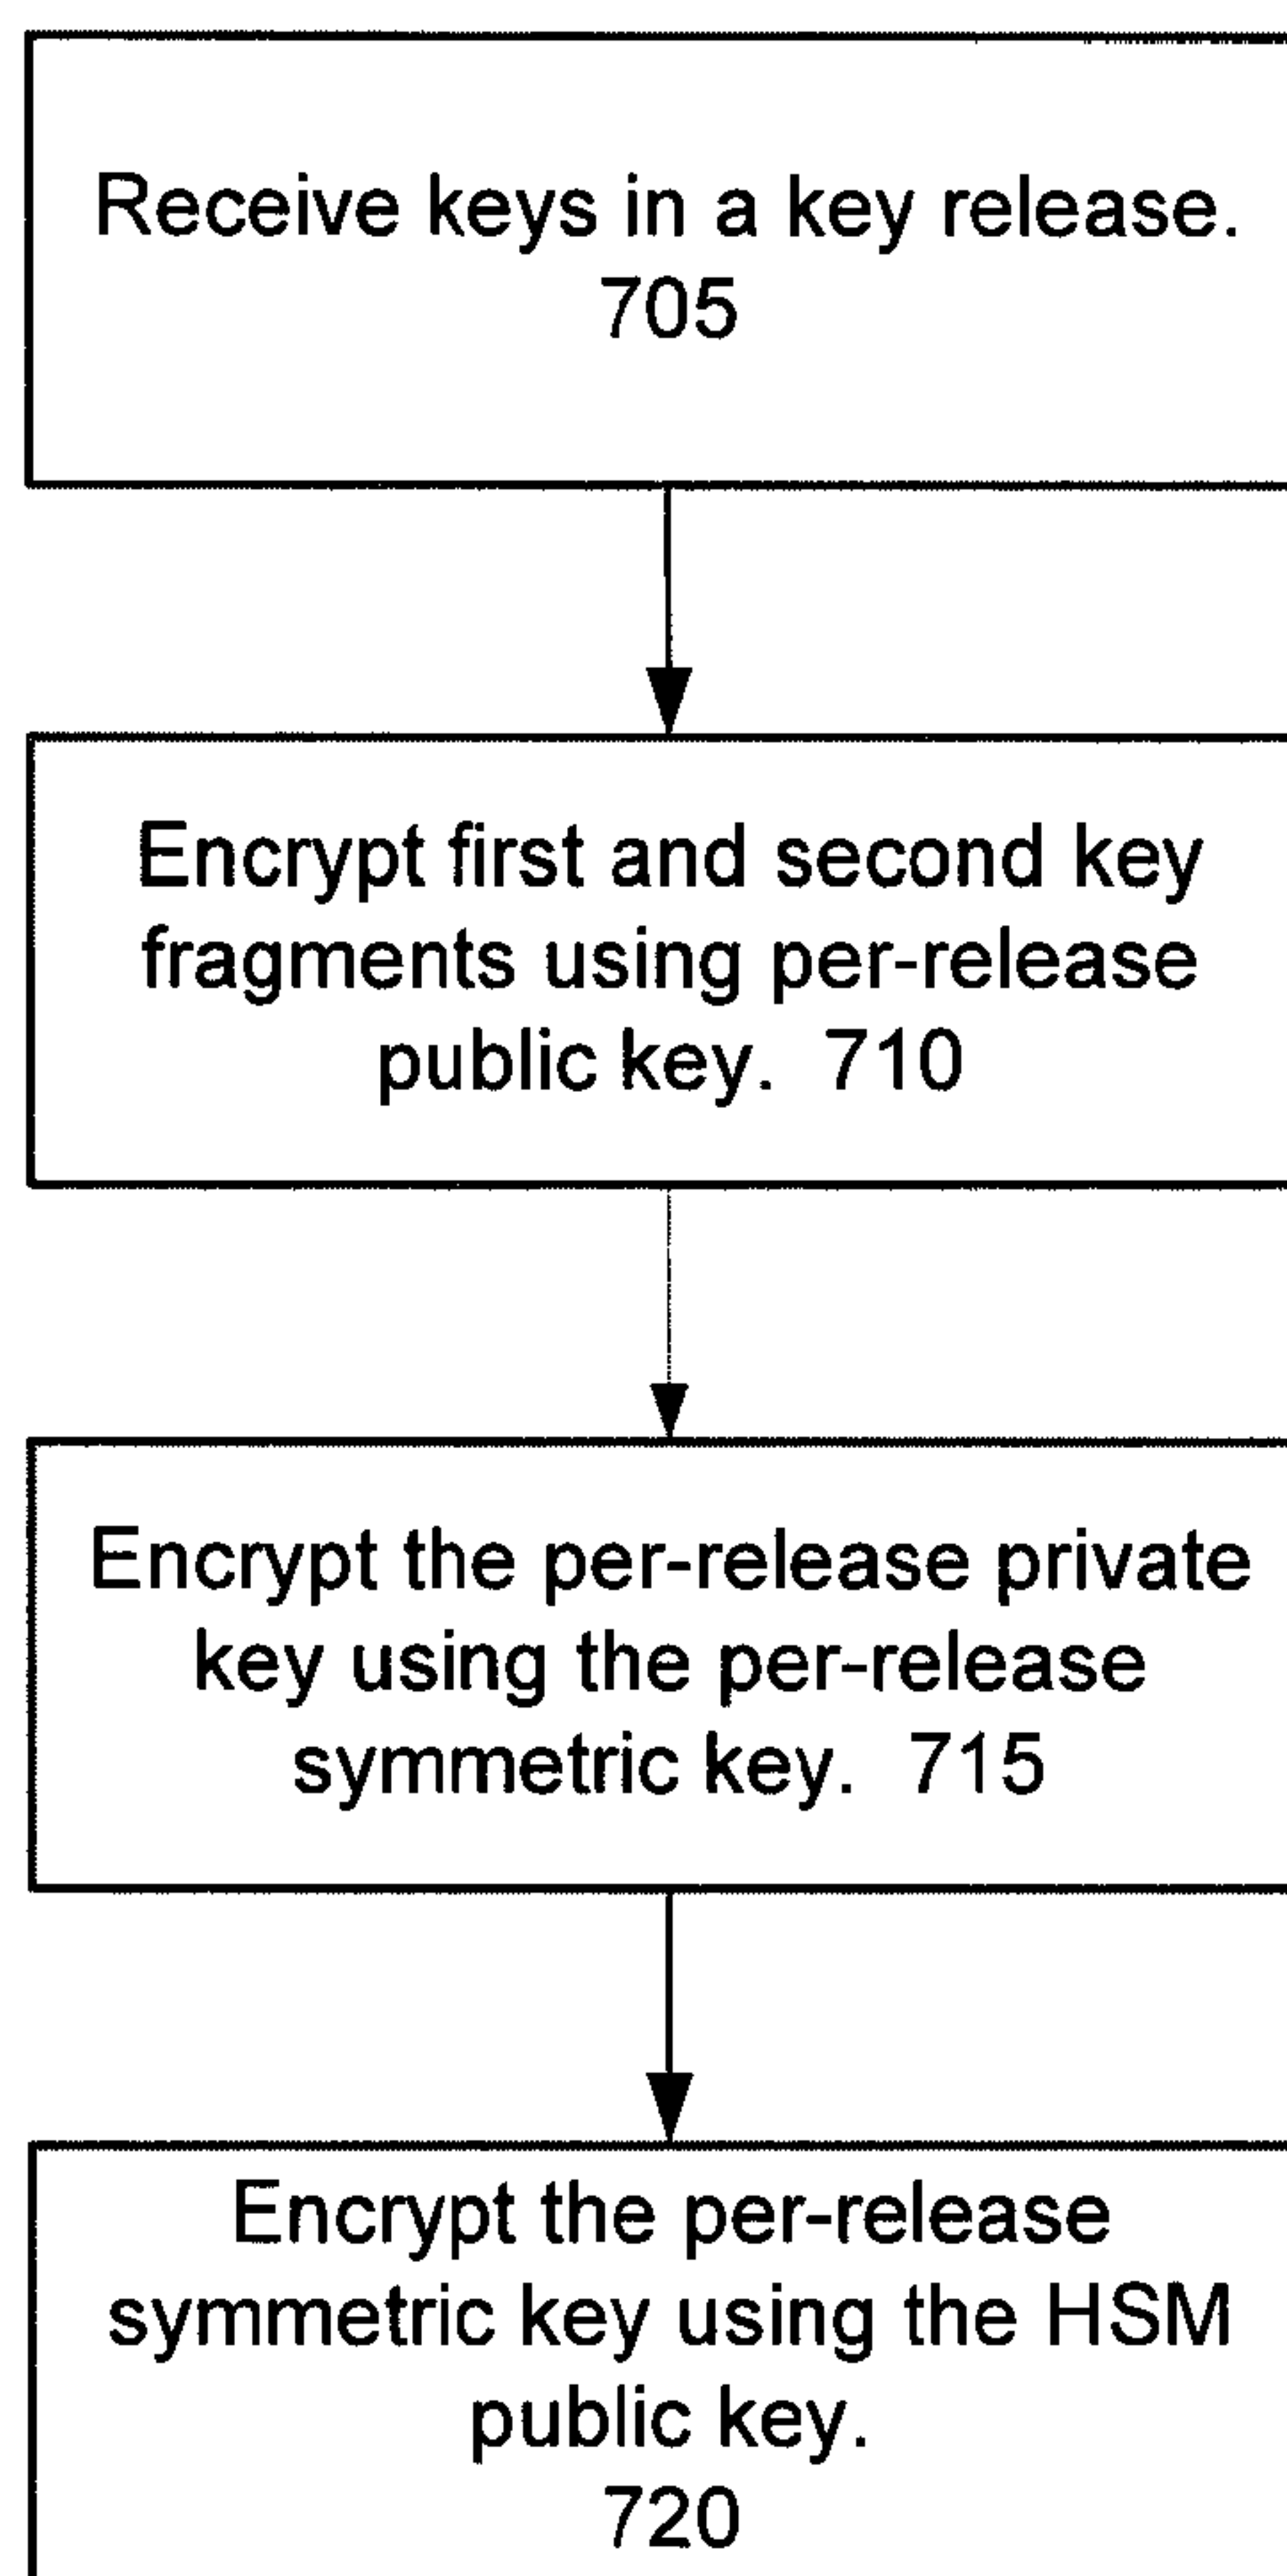 Receive keys in a key release.
705
Encrypt first and second key
fragments using per-release
public key. 710
Encrypt the per-release private
key using the per-release
symmetric key. 715
Encrypt the per-release
symmetric key using the HSM
public key.
720